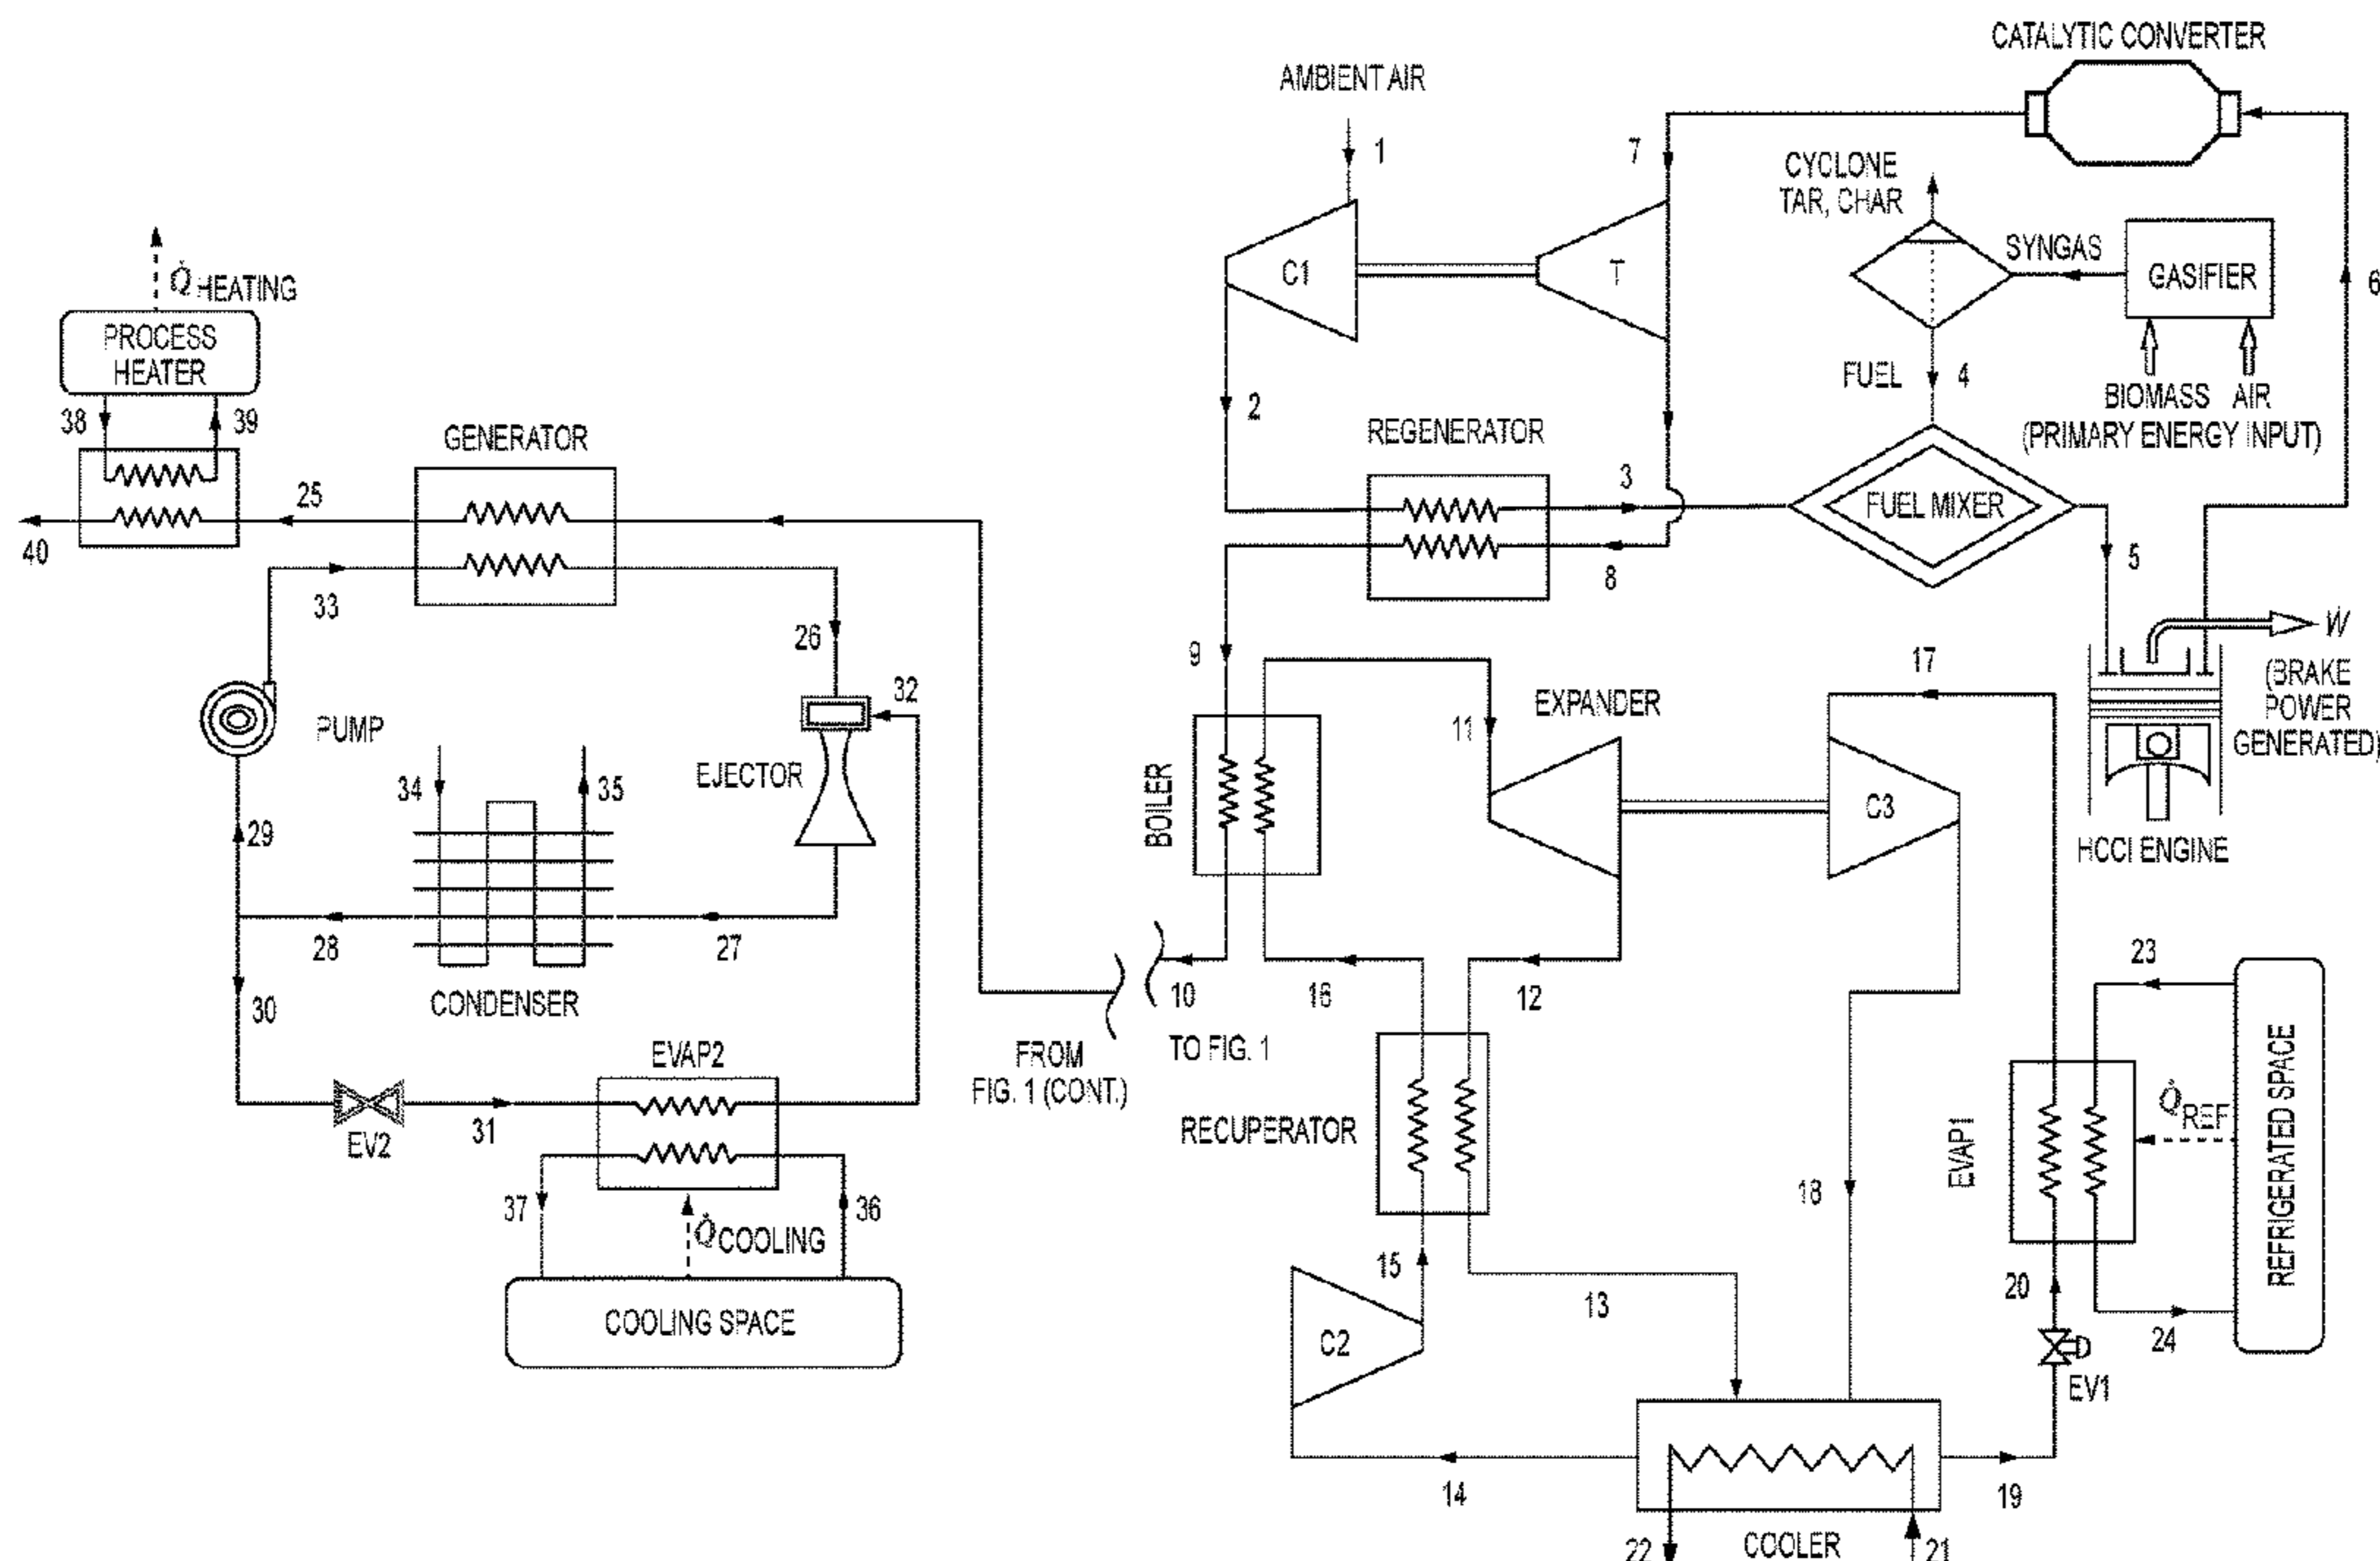 CATALYTIC CONVERTER
AMBIENT AIR
1
7
CYCLONE
TAR, CHAR
SYNGAS
GASIFIER
6
C1
T
Q̇ HEATING
PROCESS
HEATER
38
39
2
FUEL
4
BIOMASS AIR
(PRIMARY ENERGY INPUT)
GENERATOR
REGENERATOR
25
3
FUEL MIXER
40
33
8
5
26
9
17
Ẇ
(BRAKE
POWER
GENERATED)
32
11
EXPANDER
PUMP
EJECTOR
34
35
BOILER
C3
29
HCCI ENGINE
28
27
10
16
12
23
CONDENSER
30
EVAP2
FROM
FIG. 1 (CONT.)
TO FIG. 1
EV2
31
RECUPERATOR
EVAP1
Q̇ REF
REFRIGERATED SPACE
18
37
36
Q̇ COOLING
15
13
20
24
COOLING SPACE
C2
EV1
14
19
22
COOLER
21